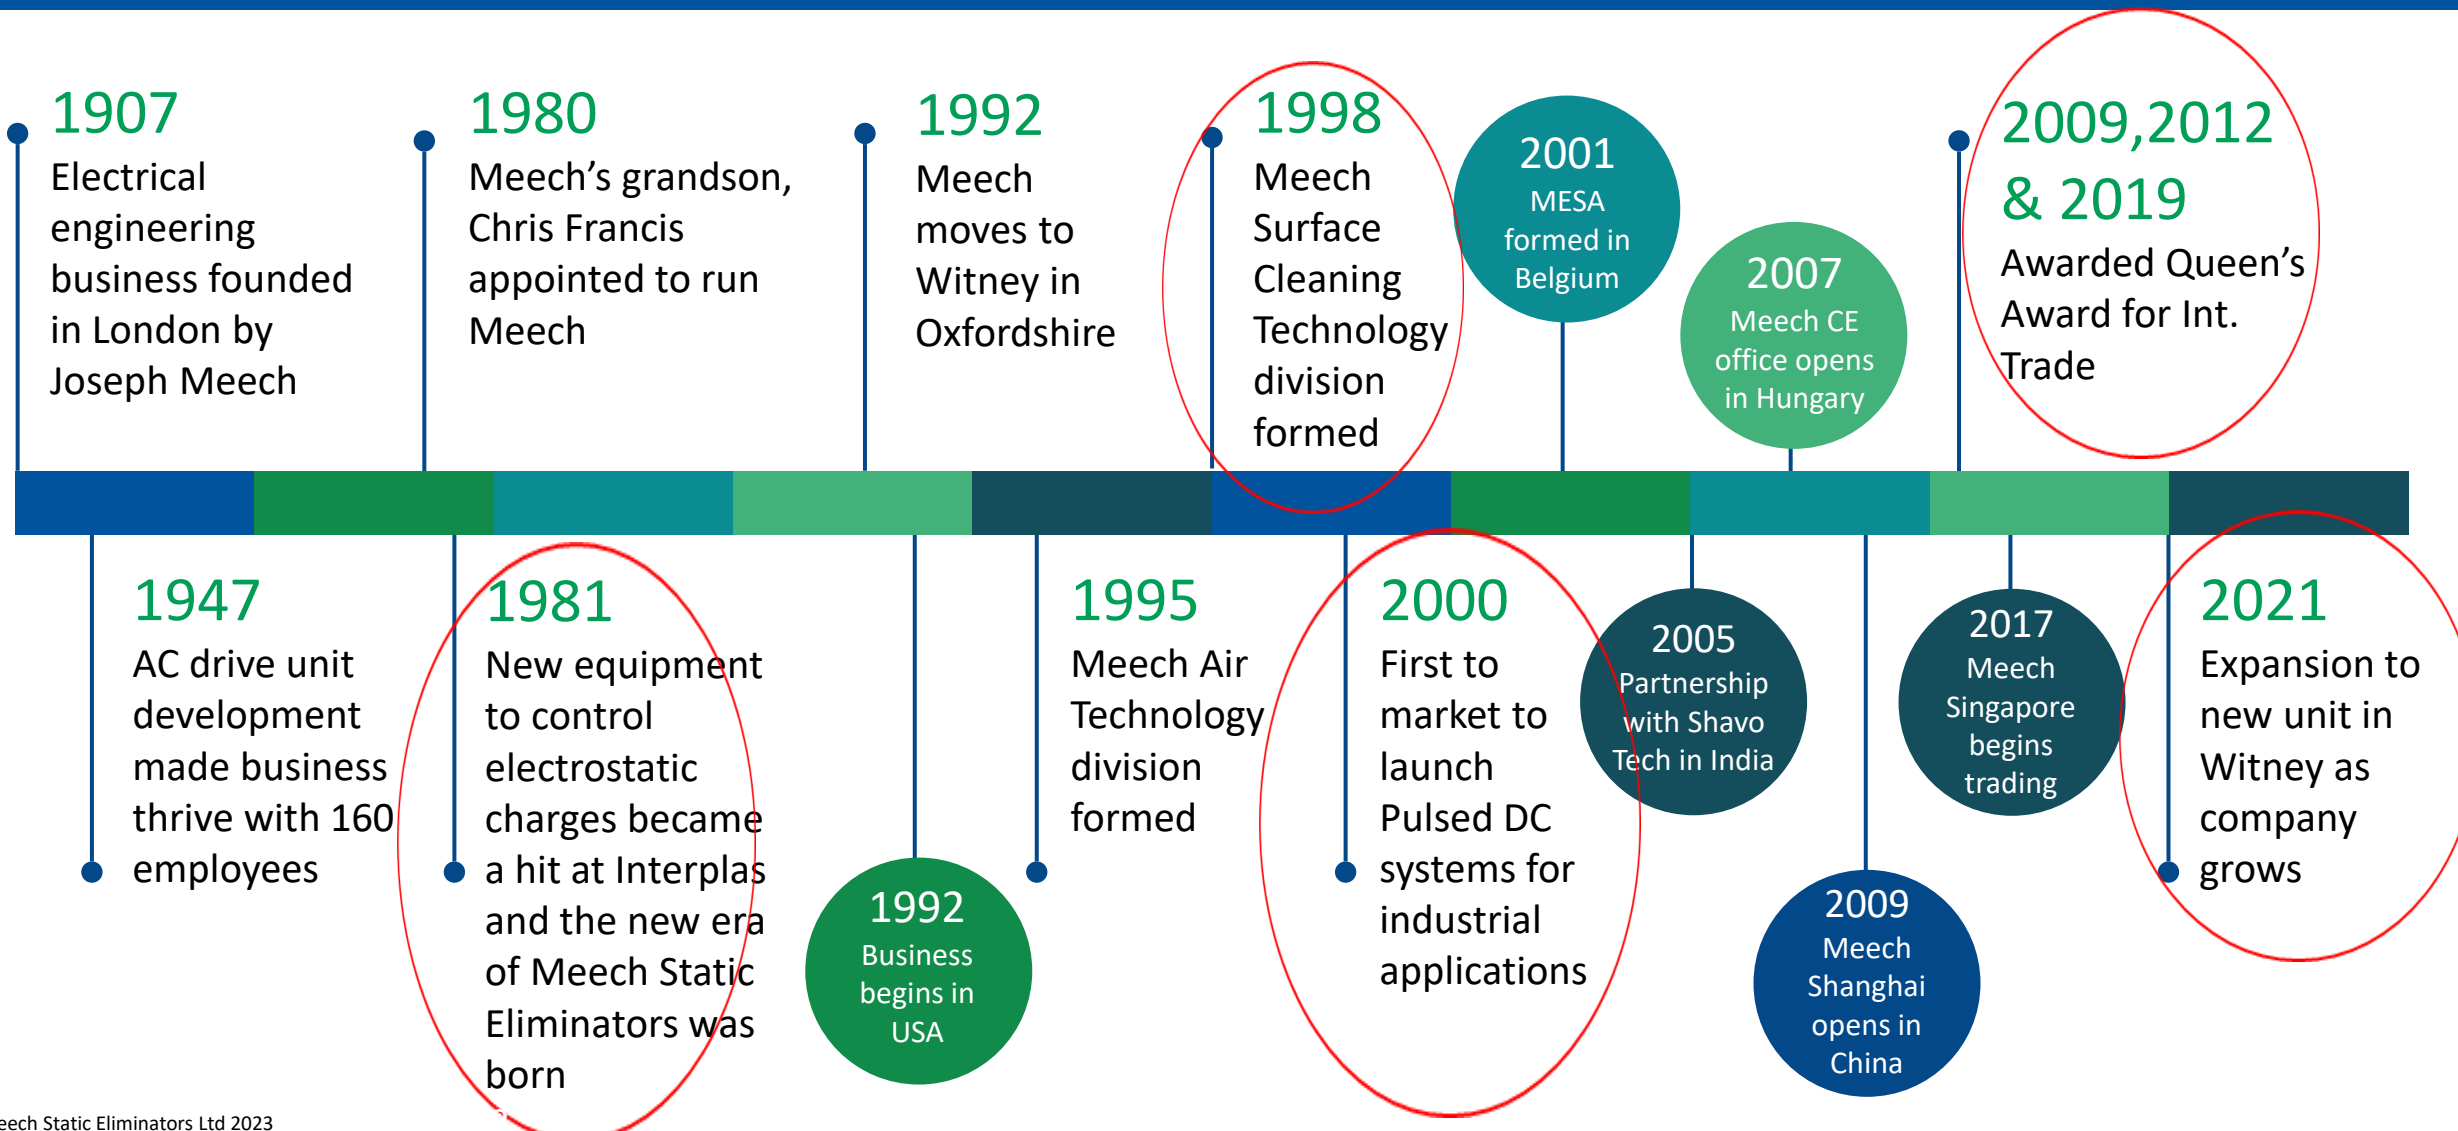 1907
Electrical
engineering
business founded
in London by
Joseph Meech
1980
Meech’s grandson,
Chris Francis
appointed to run
Meech
1992
Meech
moves to
Witney in
Oxfordshire
1998
Meech
Surface
Cleaning
Technology
division
formed
2001
MESA
formed in
Belgium
2007
Meech CE
office opens
in Hungary
2009,2012
& 2019
Awarded Queen’s
Award for Int.
Trade
1947
AC drive unit
development
made business
thrive with 160
employees
1981
New equipment
to control
electrostatic
charges became
a hit at Interplas
and the new era
of Meech Static
Eliminators was
born
1992
Business
begins in
USA
1995
Meech Air
Technology
division
formed
2000
First to
market to
launch
Pulsed DC
systems for
industrial
applications
2005
Partnership
with Shavo
Tech in India
2009
Meech
Shanghai
opens in
China
2017
Meech
Singapore
begins
trading
2021
Expansion to
new unit in
Witney as
company
grows
eech Static Eliminators Ltd 2023